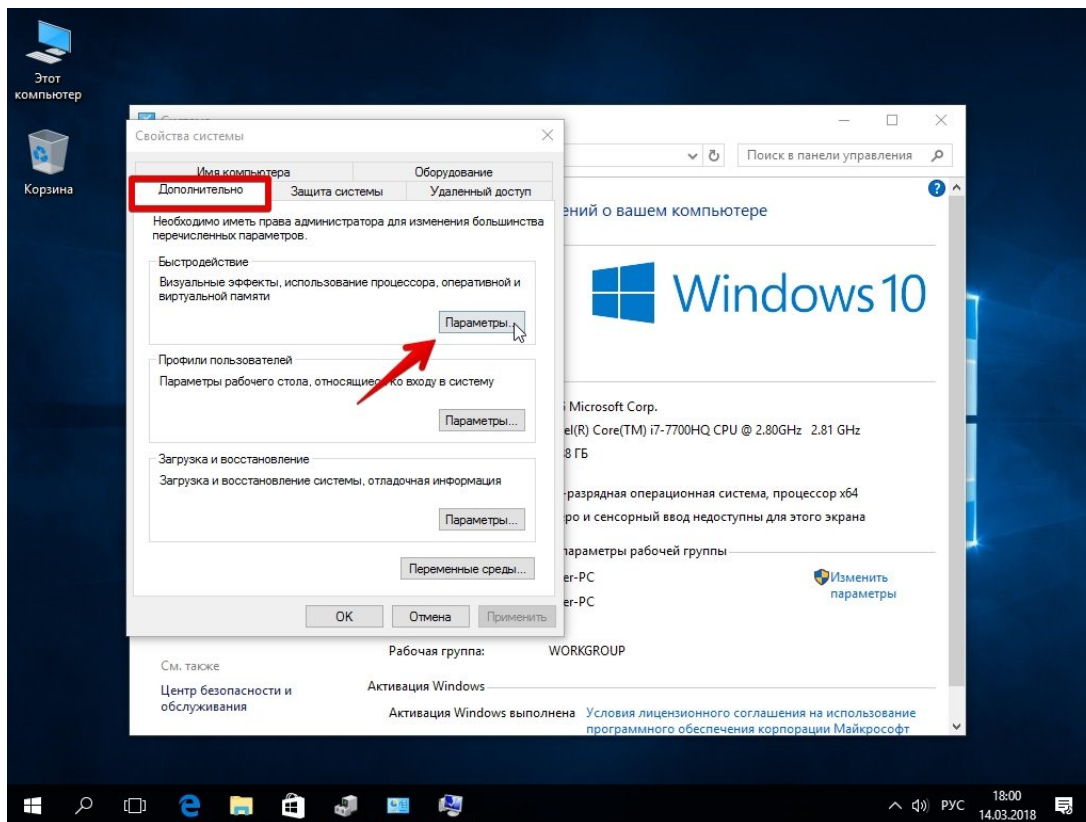 Этот
компьютер
Корзина
Свойства системы
Поиск в панели управления
Имя компьютера
Оборудование
Дополнительно
Защита системы
Удаленный доступ
ений о вашем компьютере
Необходимо иметь права администратора для изменения большинства
перечисленных параметров.
Быстродействие
Визуальные эффекты, использование процессора, оперативной и
виртуальной памяти
Параметры...
Windows 10
Профили пользователей
Параметры рабочего стола, относящиеся ко входу в систему
Параметры...
Microsoft Corp.
el(R) Core(TM) i7-7700HQ CPU @ 2.80GHz 2.81 GHz
8 ГБ
Загрузка и восстановление
Загрузка и восстановление системы, отладочная информация
-разрядная операционная система, процессор x64
Параметры...
ро и сенсорный ввод недоступны для этого экрана
параметры рабочей группы
Переменные среды...
er-PC
Изменить
параметры
er-PC
OK
Отмена
Применить
Рабочая группа: WORKGROUP
См. также
Центр безопасности и
обслуживания
Активация Windows
Активация Windows выполнена
Условия лицензионного соглашения на использование
программного обеспечения корпорации Майкрософт
РУС
18:00
14.03.2018